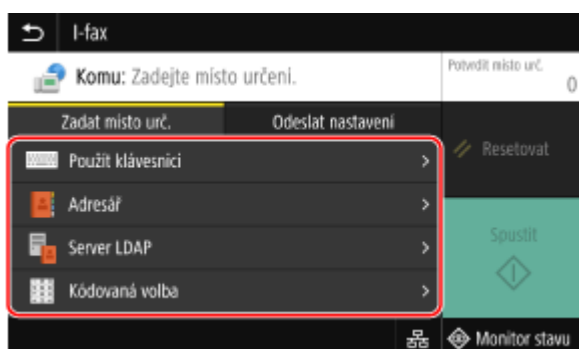 I-fax
Komu: Zadejte místo určení.
Potvrdit místo urč.
0
Zadat místo urč.
Odeslat nastavení
Použít klávesnici
Adresář
Server LDAP
Kódovaná volba
Resetovat
Spustit
Monitor stavu